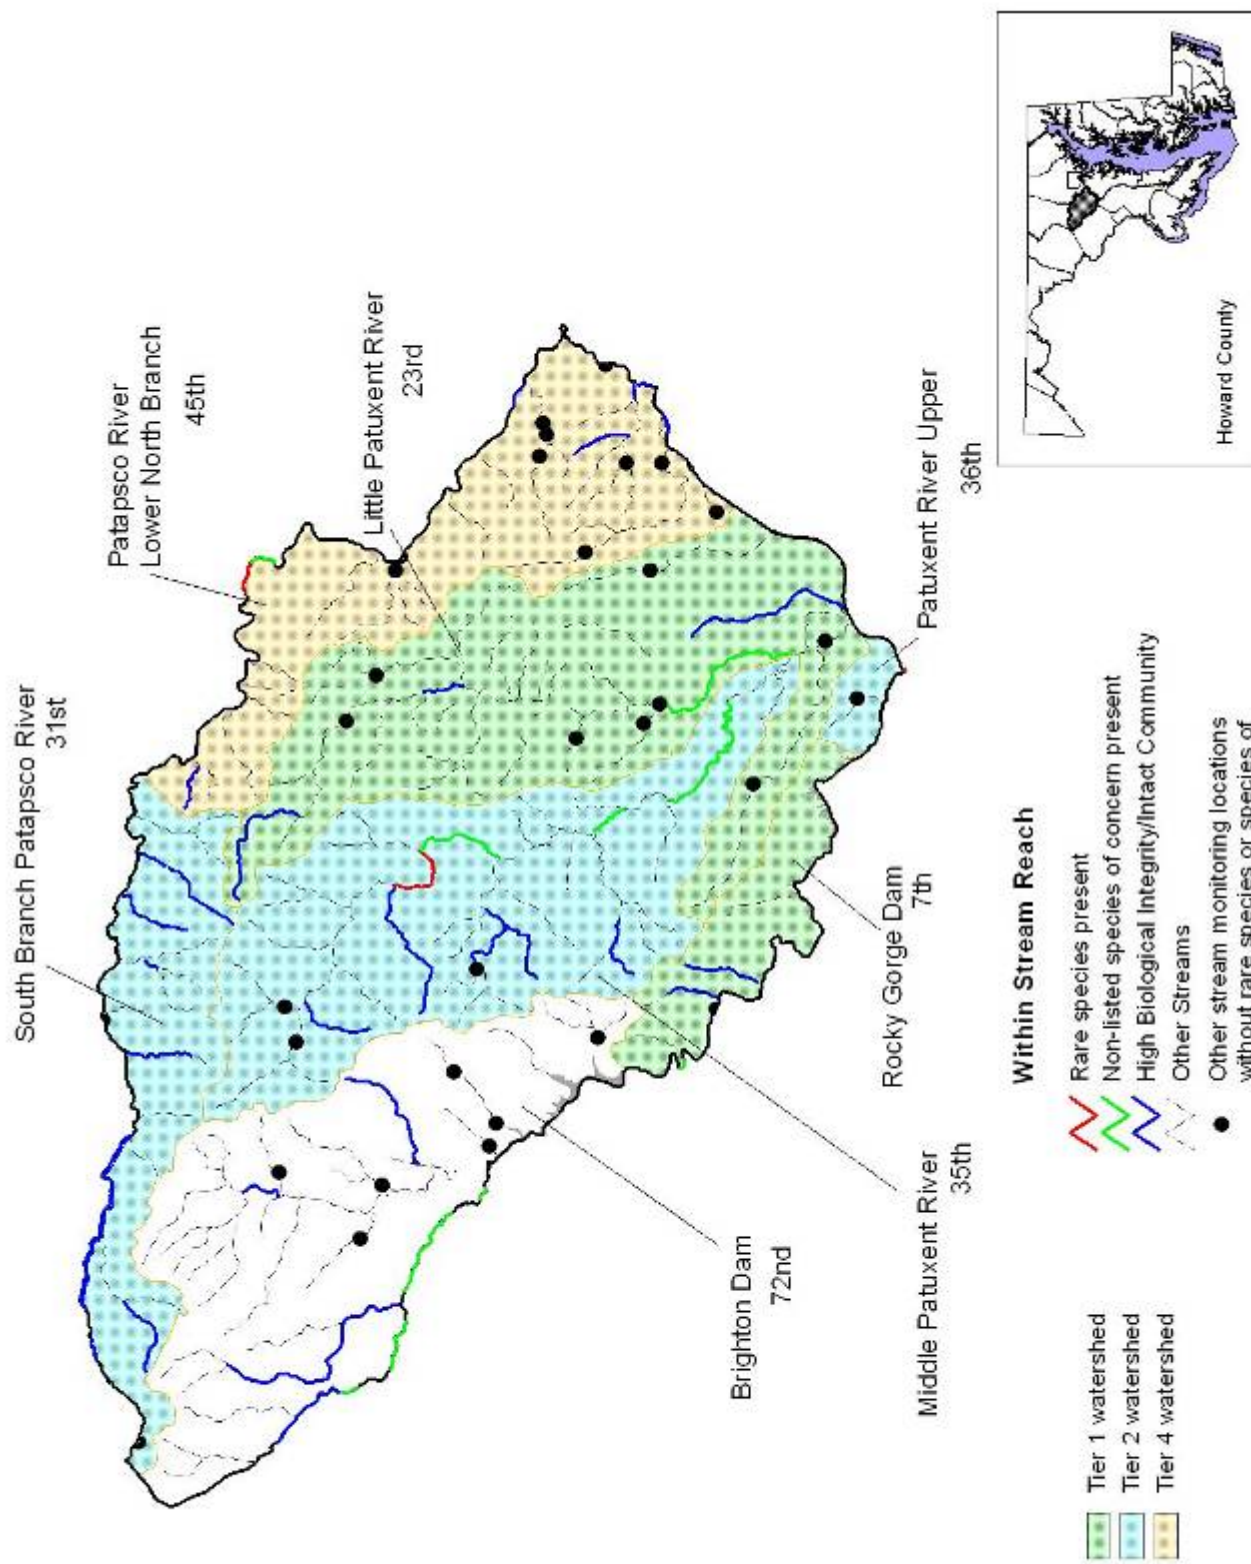 South Branch Patapsco River
31st
Patapsco River
Lower North Branch
45th
Little Patuxent River
23rd
Patuxent River Upper
36th
Rocky Gorge Dam
7th
Middle Patuxent River
35th
Brighton Dam
72nd
Tier 1 watershed
Tier 2 watershed
Tier 4 watershed
Within Stream Reach
Rare species present
Non-listed species of concern present
High Biological Integrity/Intact Community
Other Streams
Other stream monitoring locations
without rare species or species of
Howard County